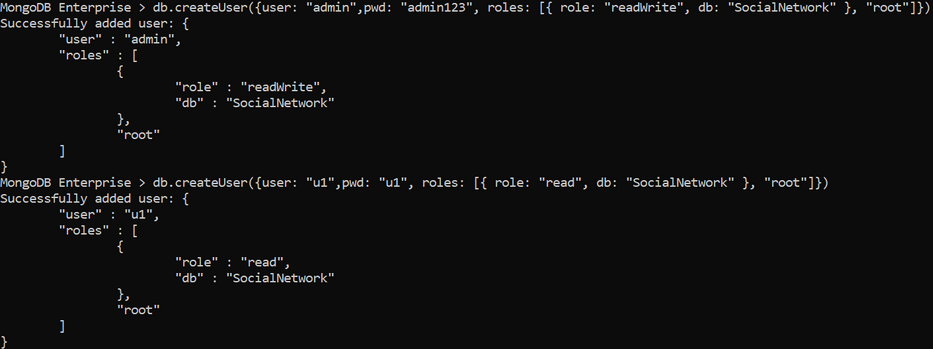 MongoDB Enterprise > db.createUser({user: "admin",pwd: "admin123", roles: [{ role: "readWrite", db: "SocialNetwork" }, "root"]})
Successfully added user: {
        "user" : "admin",
        "roles" : [
                {
                        "role" : "readWrite",
                        "db" : "SocialNetwork"
                },
                "root"
        ]
}
MongoDB Enterprise > db.createUser({user: "u1",pwd: "u1", roles: [{ role: "read", db: "SocialNetwork" }, "root"]})
Successfully added user: {
        "user" : "u1",
        "roles" : [
                {
                        "role" : "read",
                        "db" : "SocialNetwork"
                },
                "root"
        ]
}